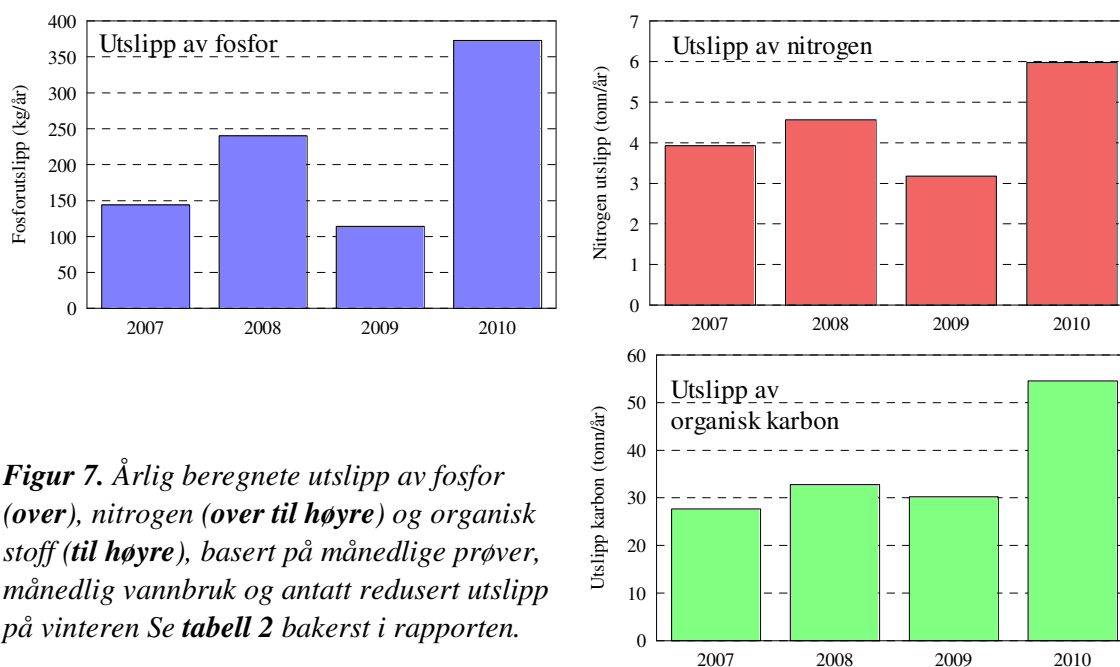 Utslipp av fosfor
Fosforutslipp (kg/år)
400
350
300
250
200
150
100
50
0
2007 2008 2009 2010
Utslipp av nitrogen
Nitrogen utslipp (tonn/år)
7
6
5
4
3
2
1
0
2007 2008 2009 2010
Utslipp av
organisk karbon
Utslipp karbon (tonn/år)
60
50
40
30
20
10
0
2007 2008 2009 2010
Figur 7. Årlig beregnete utslipp av fosfor
(over), nitrogen (over til høyre) og organisk
stoff (til høyre), basert på månedlige prøver,
månedlig vannbruk og antatt redusert utslipp
på vinteren Se tabell 2 bakerst i rapporten.